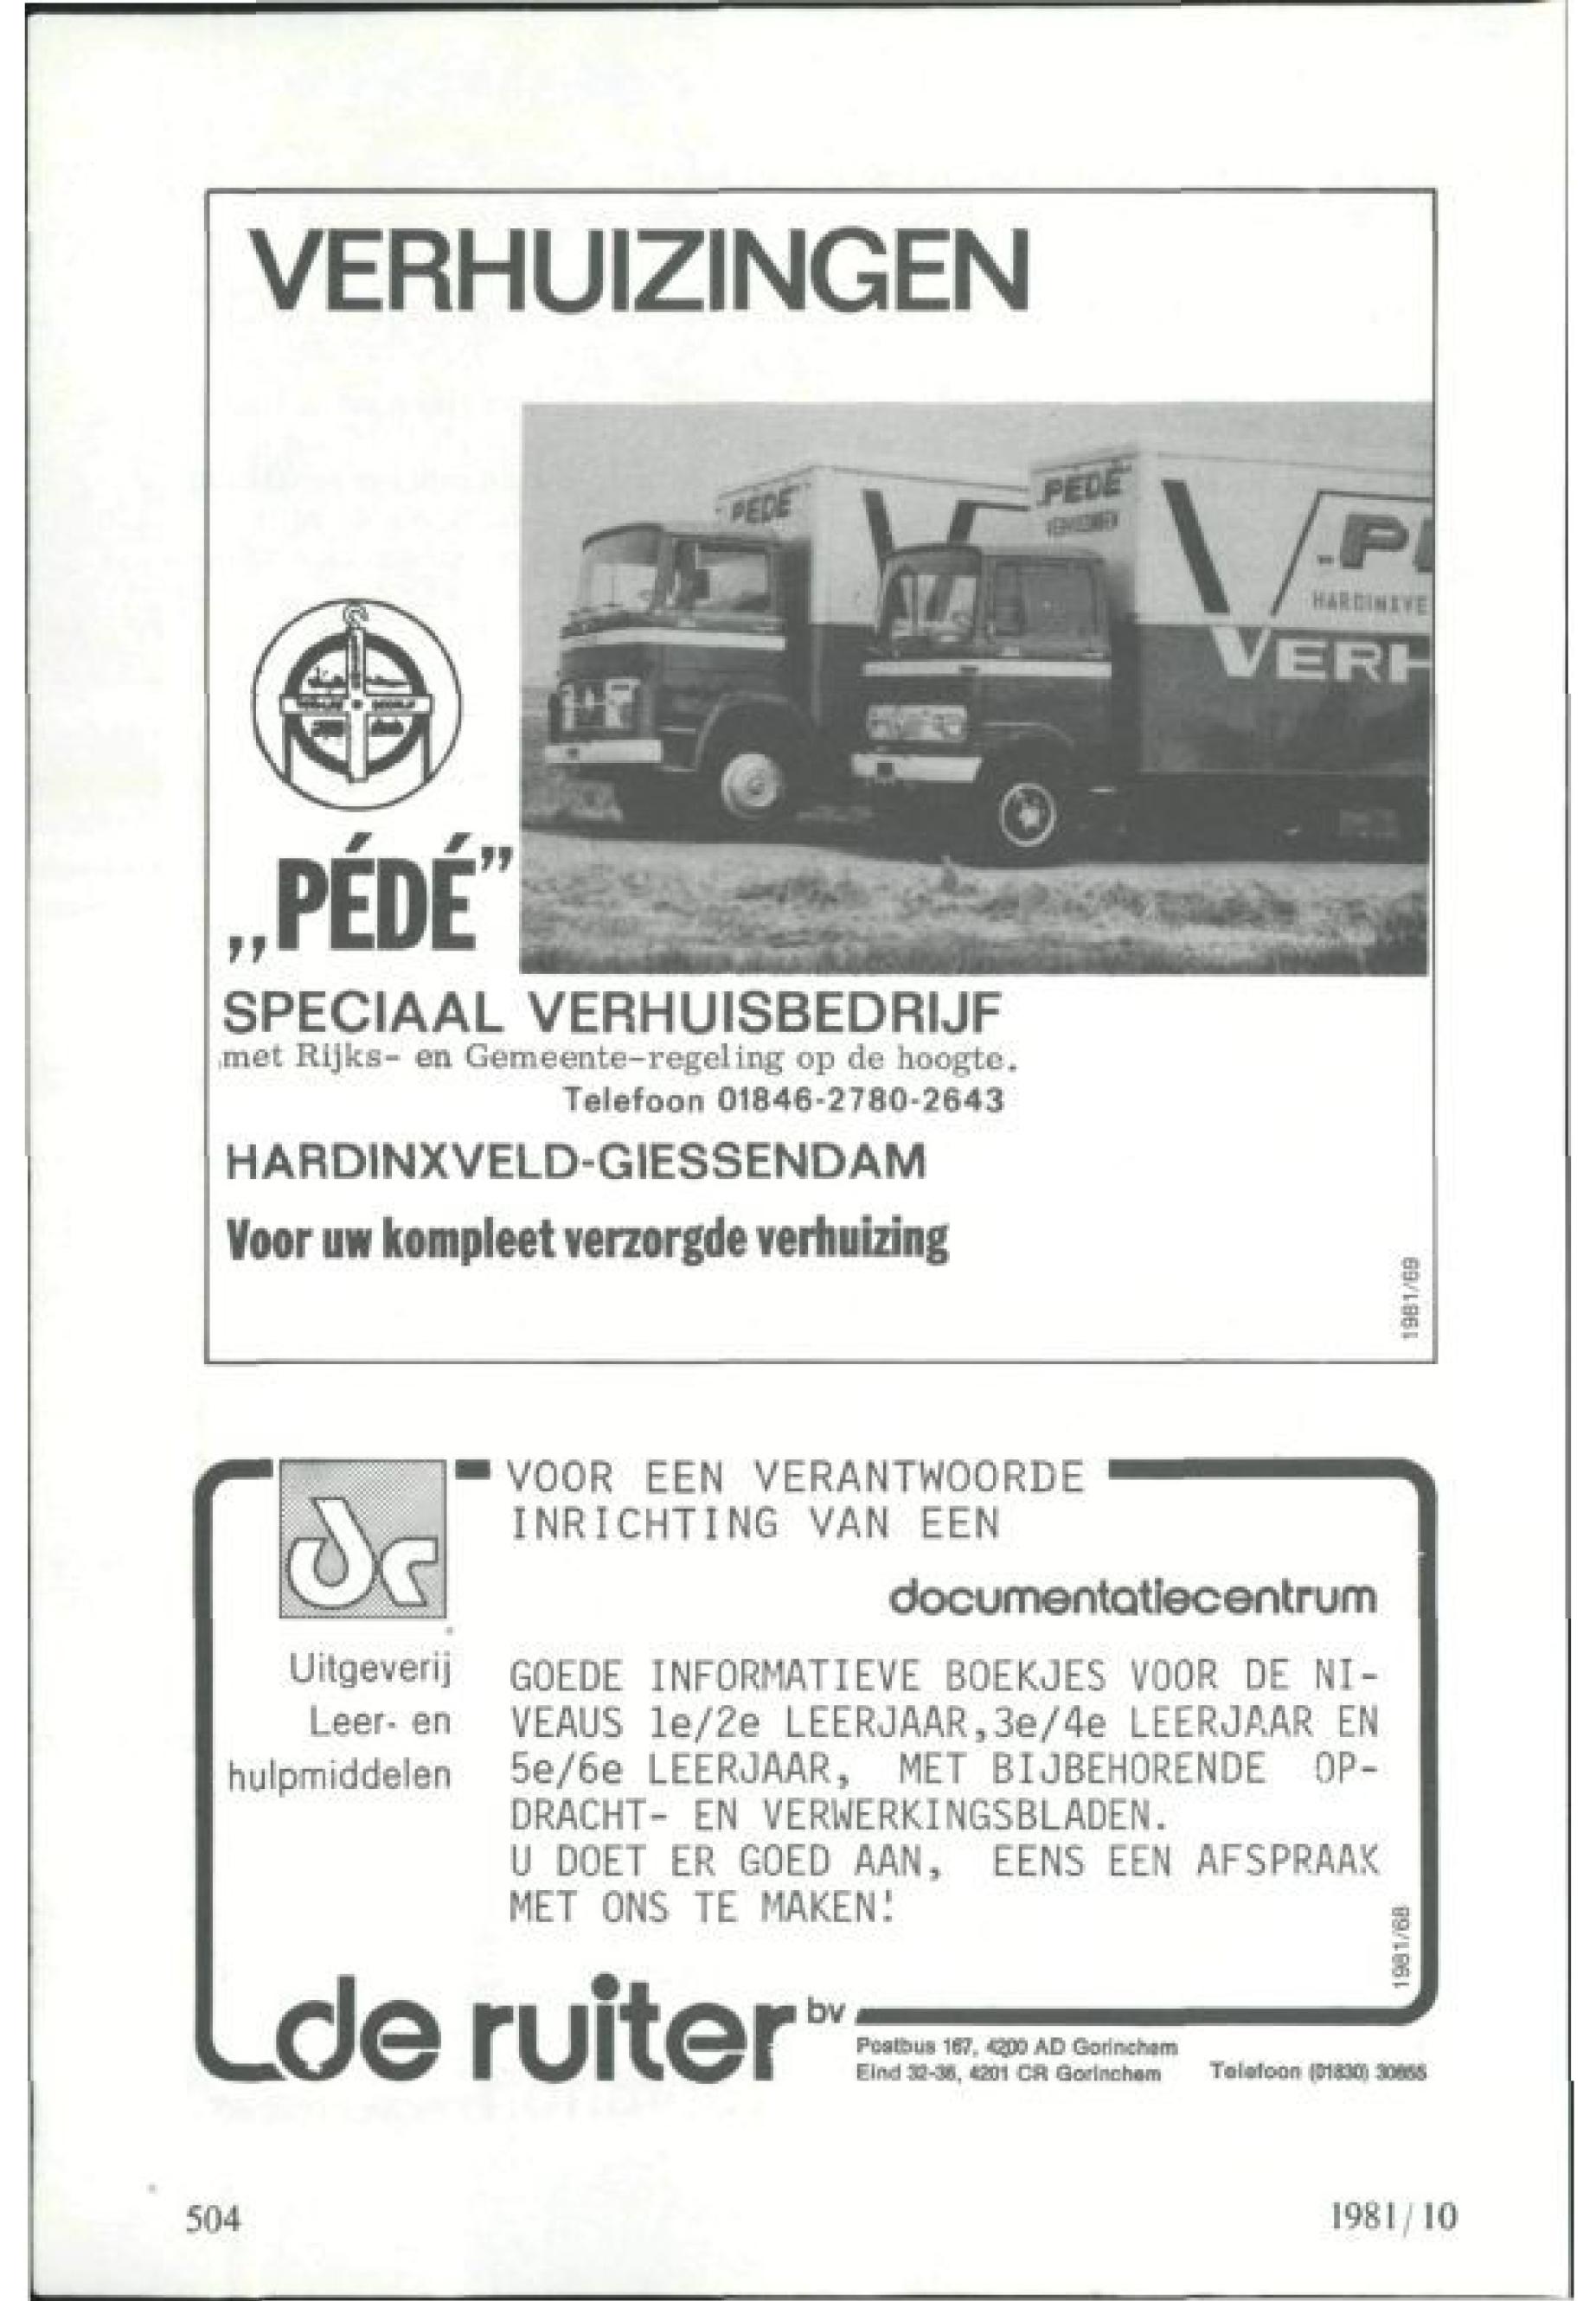 VERHUIZINGEN
PÉDÉ
PÉDÉ
HARDINXVE
VERH
„PÉDÉ”
SPECIAAL VERHUISBEDRIJF
met Rijks- en Gemeente-regeling op de hoogte.
Telefoon 01846-2780-2643
HARDINXVELD-GIESSENDAM
Voor uw kompleet verzorgde verhuizing
1981/69
VOOR EEN VERANTWOORDE
INRICHTING VAN EEN
dr
documentatiecentrum
Uitgeverij
Leer- en
hulpmiddelen
GOEDE INFORMATIEVE BOEKJES VOOR DE NI-
VEAUS 1e/2e LEERJAAR,3e/4e LEERJAAR EN
5e/6e LEERJAAR, MET BIJBEHORENDE OP-
DRACHT- EN VERWERKINGSBLADEN.
U DOET ER GOED AAN, EENS EEN AFSPRAAK
MET ONS TE MAKEN!
1981/68
de ruiter bv
Postbus 167, 4200 AD Gorinchem
Eind 32-36, 4201 CR Gorinchem Telefoon (01830)
504
1981/10